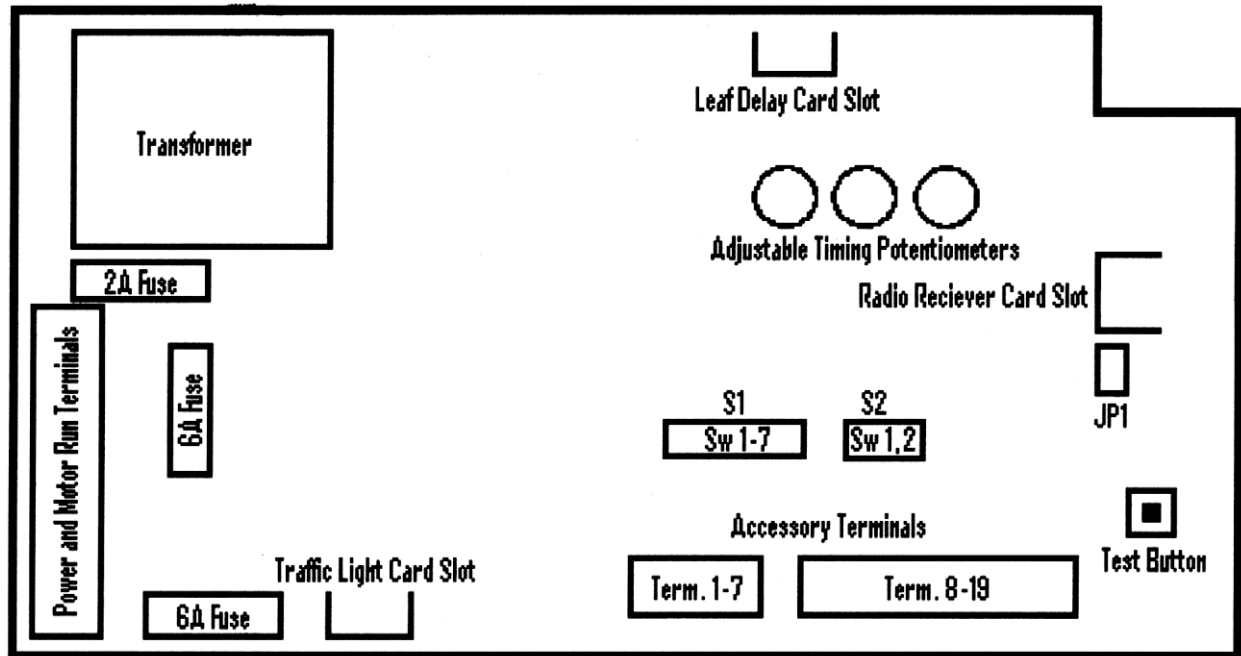 Leaf Delay Card Slot
Transformer
Adjustable Timing Potentiometers
2A Fuse
Radio Reciever Card Slot
Power and Motor Run Terminals
6A Fuse
S1
S2
JP1
Sw 1-7
Sw 1,2
Accessory Terminals
Test Button
Traffic Light Card Slot
Term. 1-7
Term. 8-19
6A Fuse